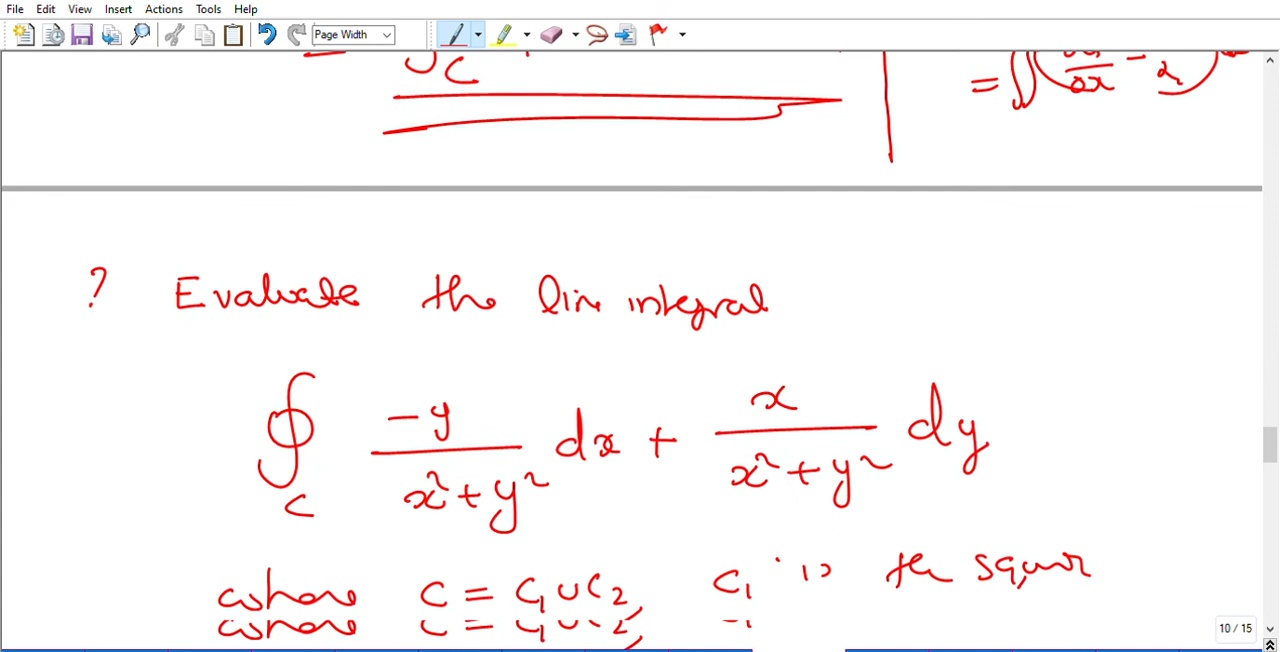 File Edit View Insert Actions Tools Help
Page Width
C
= ∬
∂x
? Evaluate the line integral
∮_C -y/(x²+y²) dx + x/(x²+y²) dy
where C = C₁ ∪ C₂, C₁ is the square
10 / 15